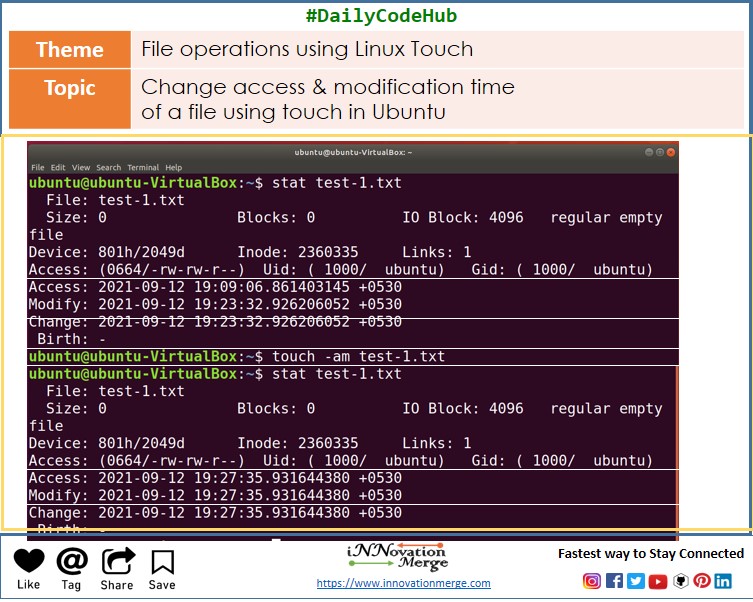 #DailyCodeHub
Theme
File operations using Linux Touch
Topic
Change access & modification time
of a file using touch in Ubuntu
ubuntu@ubuntu-VirtualBox: ~
File Edit View Search Terminal Help
ubuntu@ubuntu-VirtualBox:~$ stat test-1.txt
File: test-1.txt
Size: 0 Blocks: 0 IO Block: 4096 regular empty
file
Device: 801h/2049d Inode: 2360335 Links: 1
Access: (0664/-rw-rw-r--) Uid: ( 1000/ ubuntu) Gid: ( 1000/ ubuntu)
Access: 2021-09-12 19:09:06.861403145 +0530
Modify: 2021-09-12 19:23:32.926206052 +0530
Change: 2021-09-12 19:23:32.926206052 +0530
Birth: -
ubuntu@ubuntu-VirtualBox:~$ touch -am test-1.txt
ubuntu@ubuntu-VirtualBox:~$ stat test-1.txt
File: test-1.txt
Size: 0 Blocks: 0 IO Block: 4096 regular empty
file
Device: 801h/2049d Inode: 2360335 Links: 1
Access: (0664/-rw-rw-r--) Uid: ( 1000/ ubuntu) Gid: ( 1000/ ubuntu)
Access: 2021-09-12 19:27:35.931644380 +0530
Modify: 2021-09-12 19:27:35.931644380 +0530
Change: 2021-09-12 19:27:35.931644380 +0530
Birth: -
Like
Tag
Share
Save
iNNovation
Merge
https://www.innovationmerge.com
Fastest way to Stay Connected